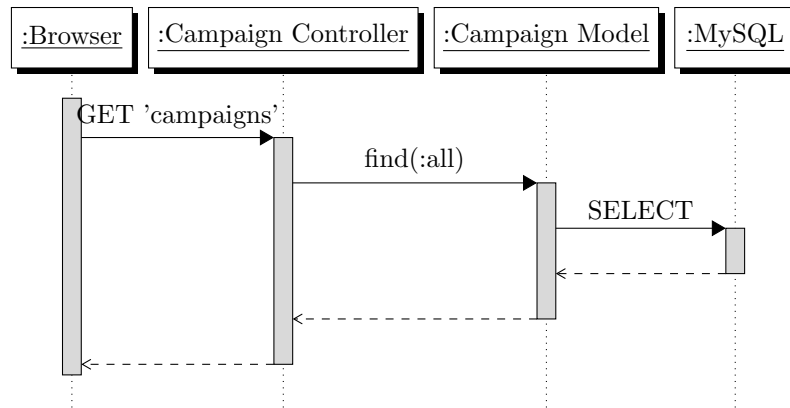 :Browser
:Campaign Controller
:Campaign Model
:MySQL
GET 'campaigns'
find(:all)
SELECT